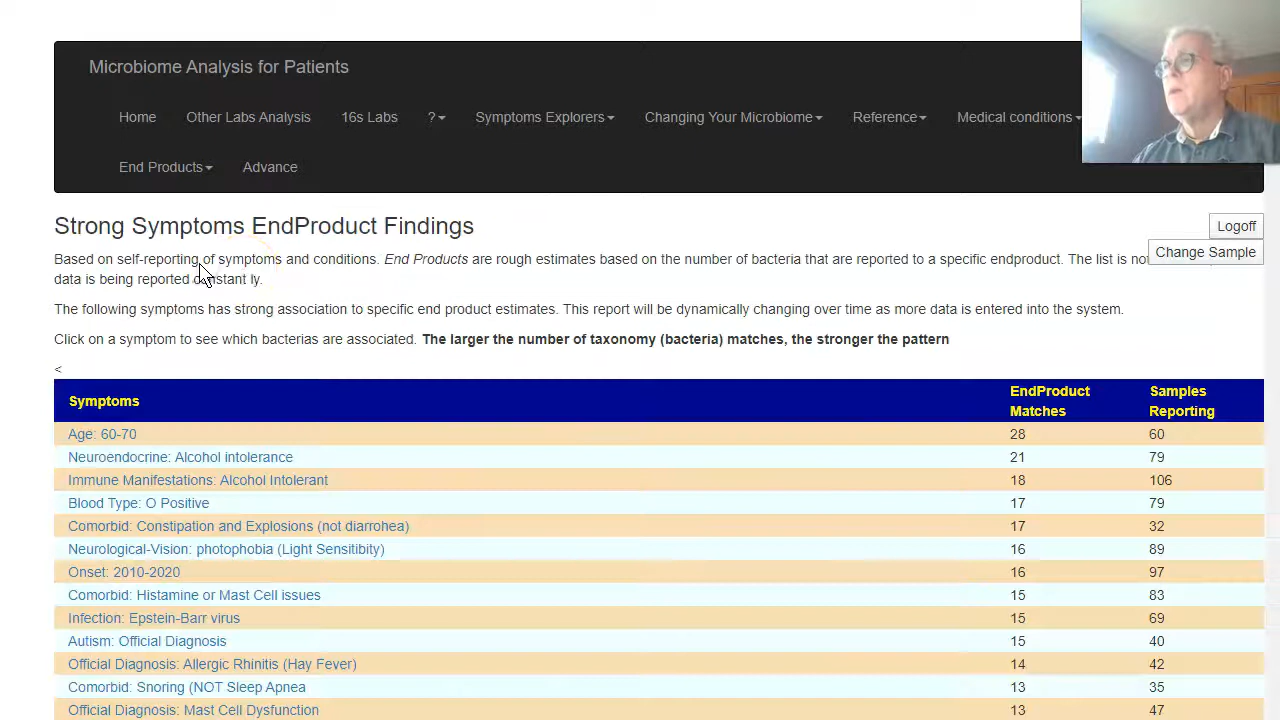 Microbiome Analysis for Patients
Home Other Labs Analysis 16s Labs ? Symptoms Explorers Changing Your Microbiome Reference Medical conditions
End Products Advance
Strong Symptoms EndProduct Findings
Logoff
Based on self-reporting of symptoms and conditions. End Products are rough estimates based on the number of bacteria that are reported to a specific endproduct. The list is
Change Sample
data is being reported constant ly.
The following symptoms has strong association to specific end product estimates. This report will be dynamically changing over time as more data is entered into the system.
Click on a symptom to see which bacterias are associated. The larger the number of taxonomy (bacteria) matches, the stronger the pattern
<
Symptoms EndProduct Matches Samples Reporting
Age: 60-70 28 60
Neuroendocrine: Alcohol intolerance 21 79
Immune Manifestations: Alcohol Intolerant 18 106
Blood Type: O Positive 17 79
Comorbid: Constipation and Explosions (not diarrohea) 17 32
Neurological-Vision: photophobia (Light Sensitibity) 16 89
Onset: 2010-2020 16 97
Comorbid: Histamine or Mast Cell issues 15 83
Infection: Epstein-Barr virus 15 69
Autism: Official Diagnosis 15 40
Official Diagnosis: Allergic Rhinitis (Hay Fever) 14 42
Comorbid: Snoring (NOT Sleep Apnea 13 35
Official Diagnosis: Mast Cell Dysfunction 13 47